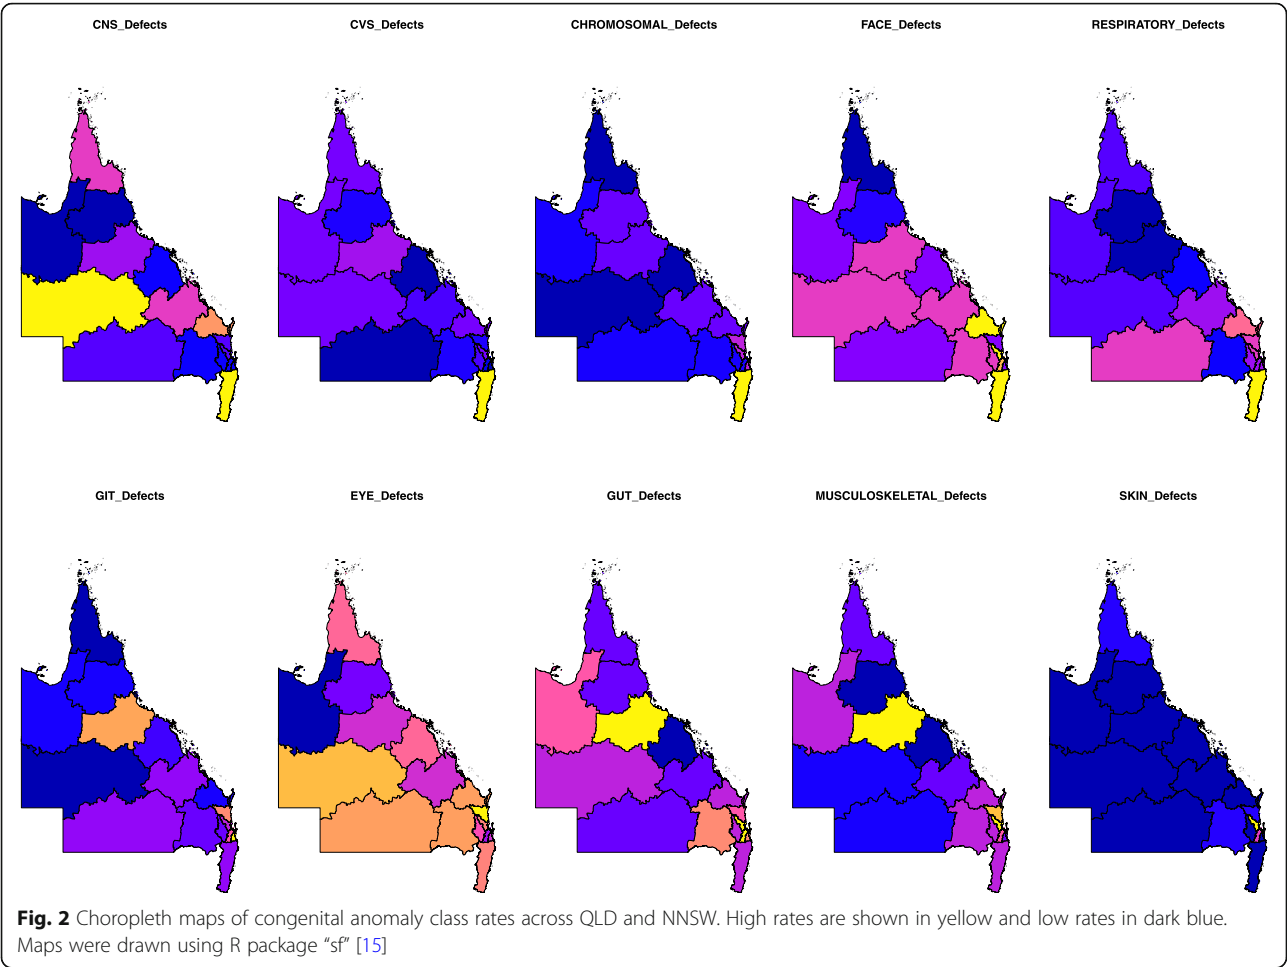 CNS_Defects
CVS_Defects
CHROMOSOMAL_Defects
FACE_Defects
RESPIRATORY_Defects
GIT_Defects
EYE_Defects
GUT_Defects
MUSCULOSKELETAL_Defects
SKIN_Defects
Fig. 2 Choropleth maps of congenital anomaly class rates across QLD and NNSW. High rates are shown in yellow and low rates in dark blue.
Maps were drawn using R package “sf” [15]